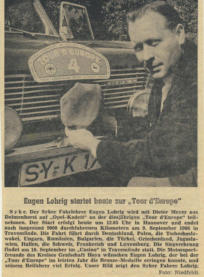 TOUR D'EUROPE
4
SY-
Eugen Lohrig startet heute zur „Tour d'Europe"
Syke. Der Syker Fahrlehrer Eugen Lohrig wird mit Dieter Mentz aus
Delmenhorst auf „Opel-Kadett" an der diesjährigen „Tour d'Europe" teil-
nehmen. Der Start erfolgt heute um 12.05 Uhr in Hannover und endet
nach insgesamt 9000 durchfahrenen Kilometern am 9. September 1966 in
Travemünde. Die Fahrt führt durch Deutschland, Polen, die Tschechoslo-
wakei, Ungarn, Rumänien, Bulgarien, die Türkei, Griechenland, Jugosla-
wien, Italien, die Schweiz, Frankreich und Luxemburg. Die Siegerehrung
findet am 10. September im „Casino" in Travemünde statt. Die Motorsport-
freunde des Kreises Grafschaft Hoya wünschen Eugen Lohrig, der bei der
„Tour d'Europe" im letzten Jahr die Bronze-Medaille erringen konnte, und
seinem Beifahrer viel Erfolg. Unser Bild zeigt den Syker Fahrer Lohrig.
Foto: